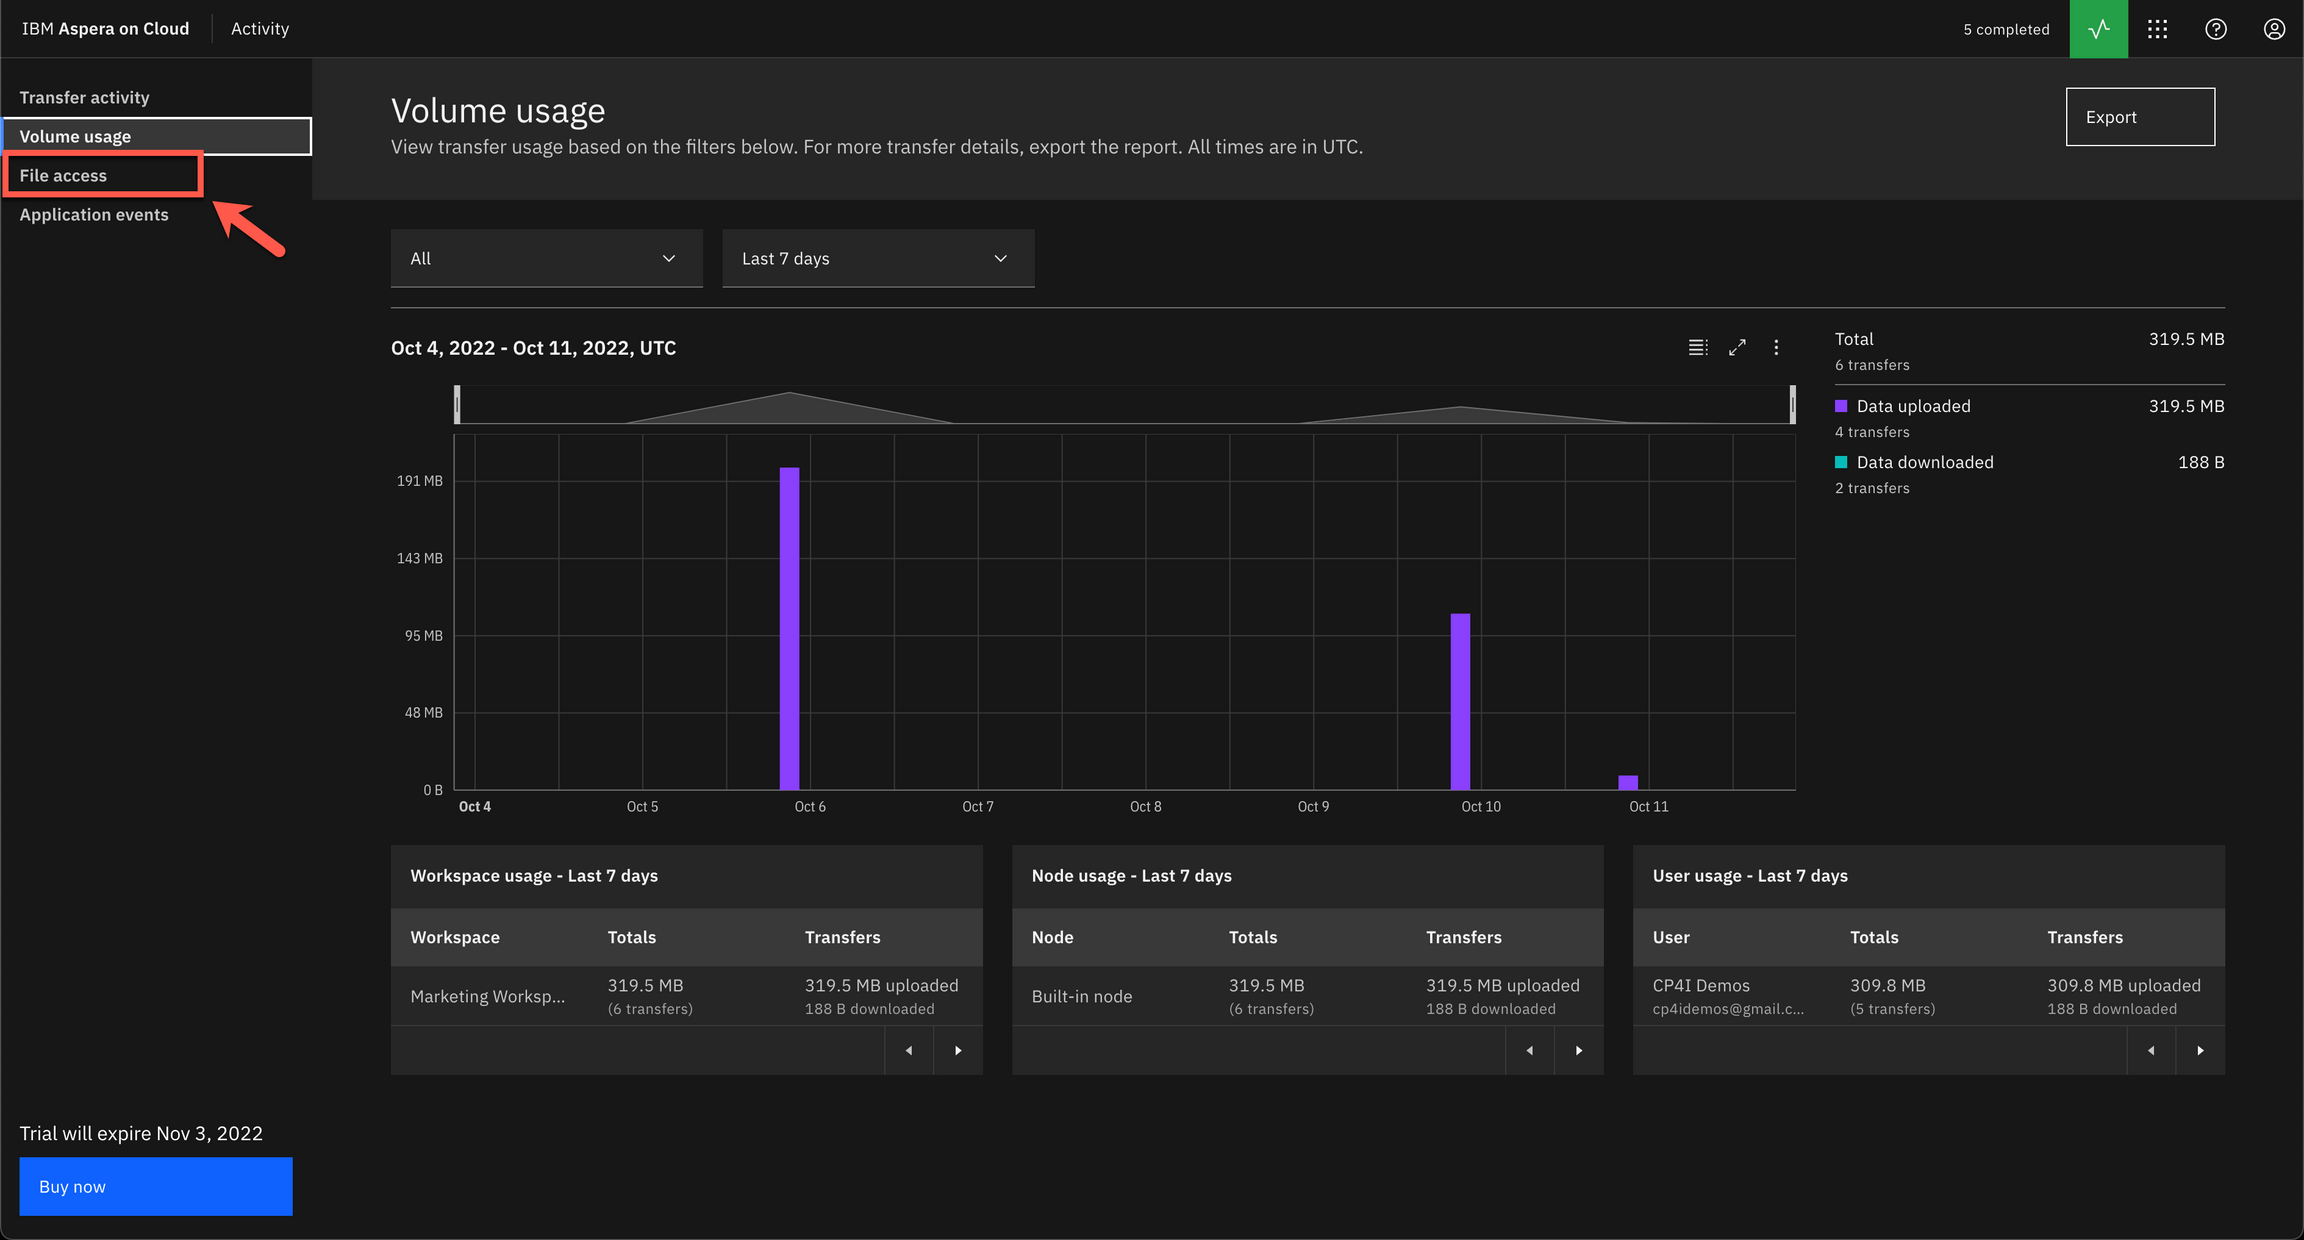 IBM Aspera on Cloud
Activity
5 completed
Transfer activity
Volume usage
File access
Application events
Volume usage
View transfer usage based on the filters below. For more transfer details, export the report. All times are in UTC.
Export
All
Last 7 days
Oct 4, 2022 - Oct 11, 2022, UTC
191 MB
143 MB
95 MB
48 MB
0 B
Oct 4
Oct 5
Oct 6
Oct 7
Oct 8
Oct 9
Oct 10
Oct 11
Total 319.5 MB
6 transfers
Data uploaded 319.5 MB
4 transfers
Data downloaded 188 B
2 transfers
Workspace usage - Last 7 days
Workspace Totals Transfers
Marketing Worksp... 319.5 MB 319.5 MB uploaded
(6 transfers) 188 B downloaded
Node usage - Last 7 days
Node Totals Transfers
Built-in node 319.5 MB 319.5 MB uploaded
(6 transfers) 188 B downloaded
User usage - Last 7 days
User Totals Transfers
CP4I Demos 309.8 MB 309.8 MB uploaded
cp4idemos@gmail.c... (5 transfers) 188 B downloaded
Trial will expire Nov 3, 2022
Buy now